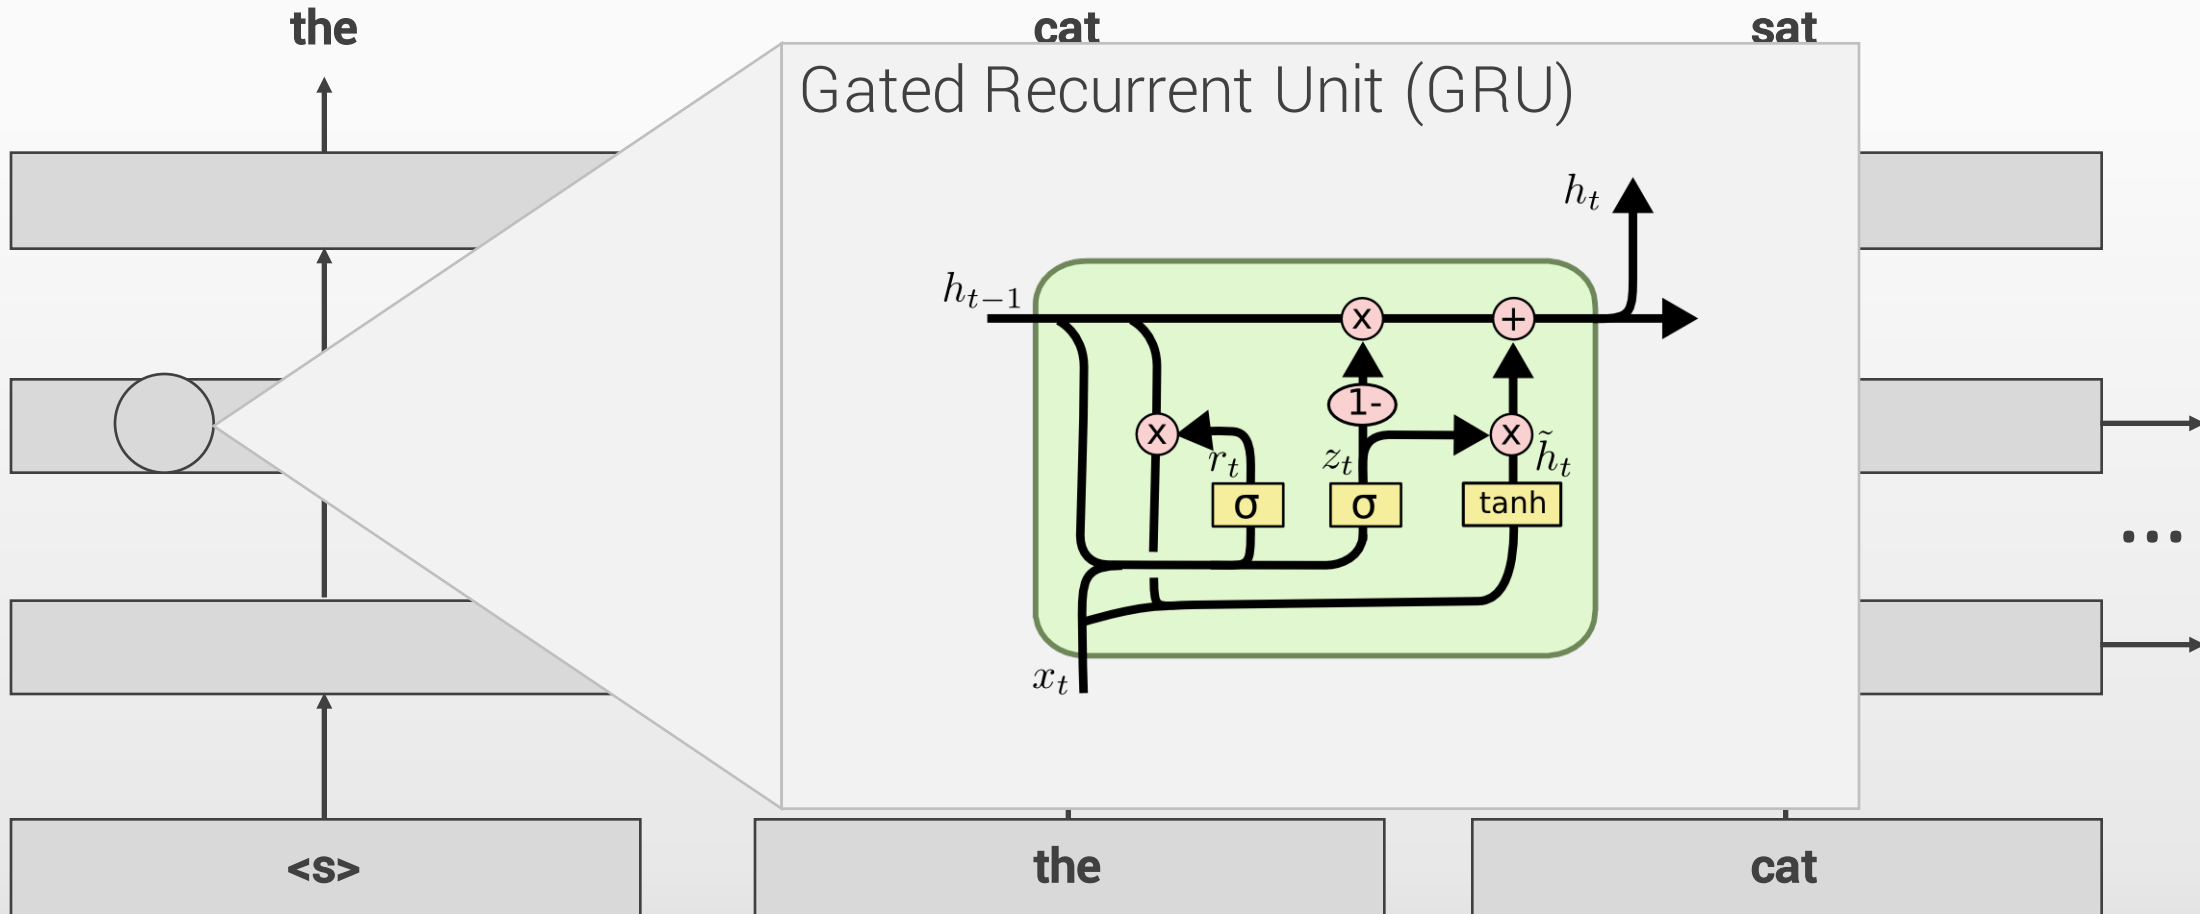 the
cat
sat
Gated Recurrent Unit (GRU)
h_t
h_{t-1}
x
+
1-
x
x
r_t
z_t
h̃_t
σ
σ
tanh
...
x_t
<s>
the
cat